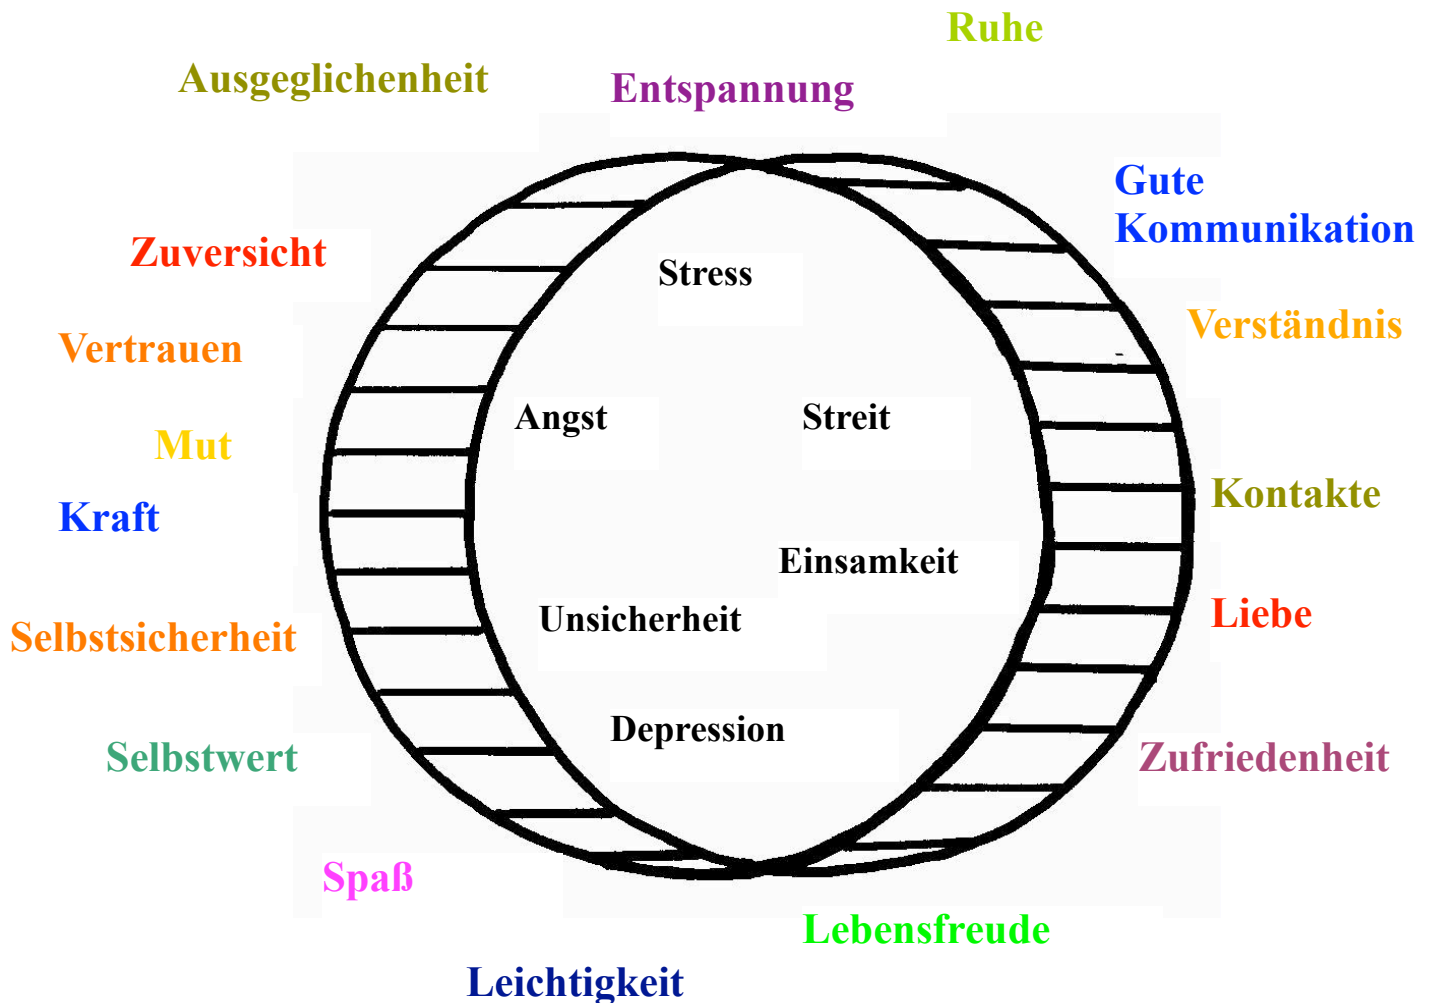 Ruhe
Ausgeglichenheit
Entspannung
Gute
Kommunikation
Zuversicht
Stress
Verständnis
Vertrauen
Angst
Streit
Mut
Kontakte
Kraft
Einsamkeit
Liebe
Unsicherheit
Selbstsicherheit
Depression
Selbstwert
Zufriedenheit
Spaß
Lebensfreude
Leichtigkeit